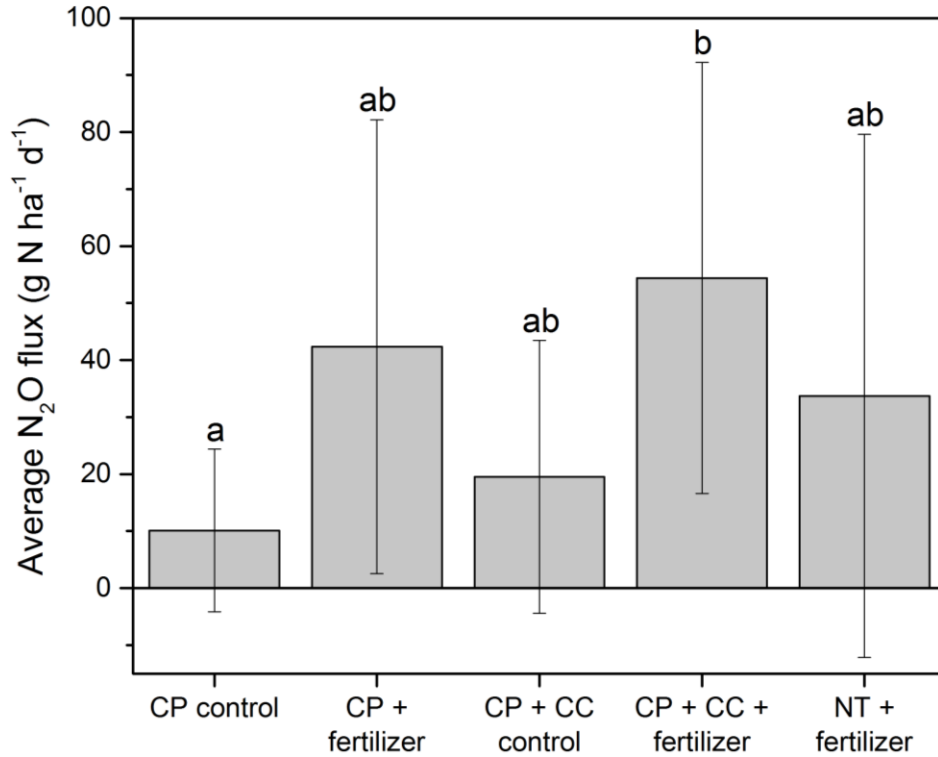 Average N₂O flux (g N ha⁻¹ d⁻¹)
100
80
60
40
20
0
a
ab
ab
b
ab
CP control
CP +
fertilizer
CP + CC
control
CP + CC +
fertilizer
NT +
fertilizer